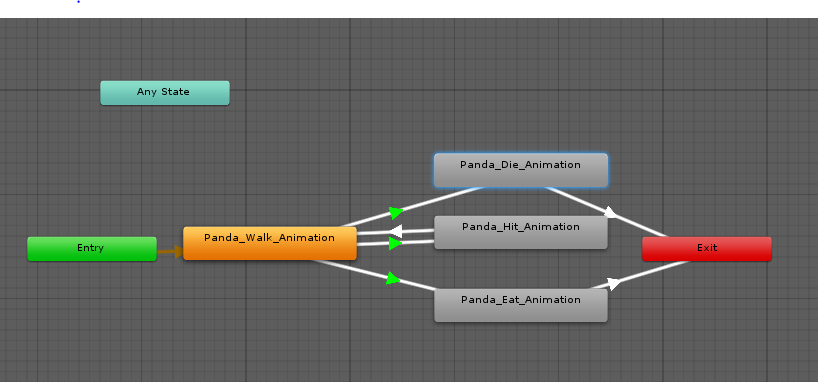 Any State
Panda_Die_Animation
Panda_Hit_Animation
Panda_Walk_Animation
Entry
Exit
Panda_Eat_Animation